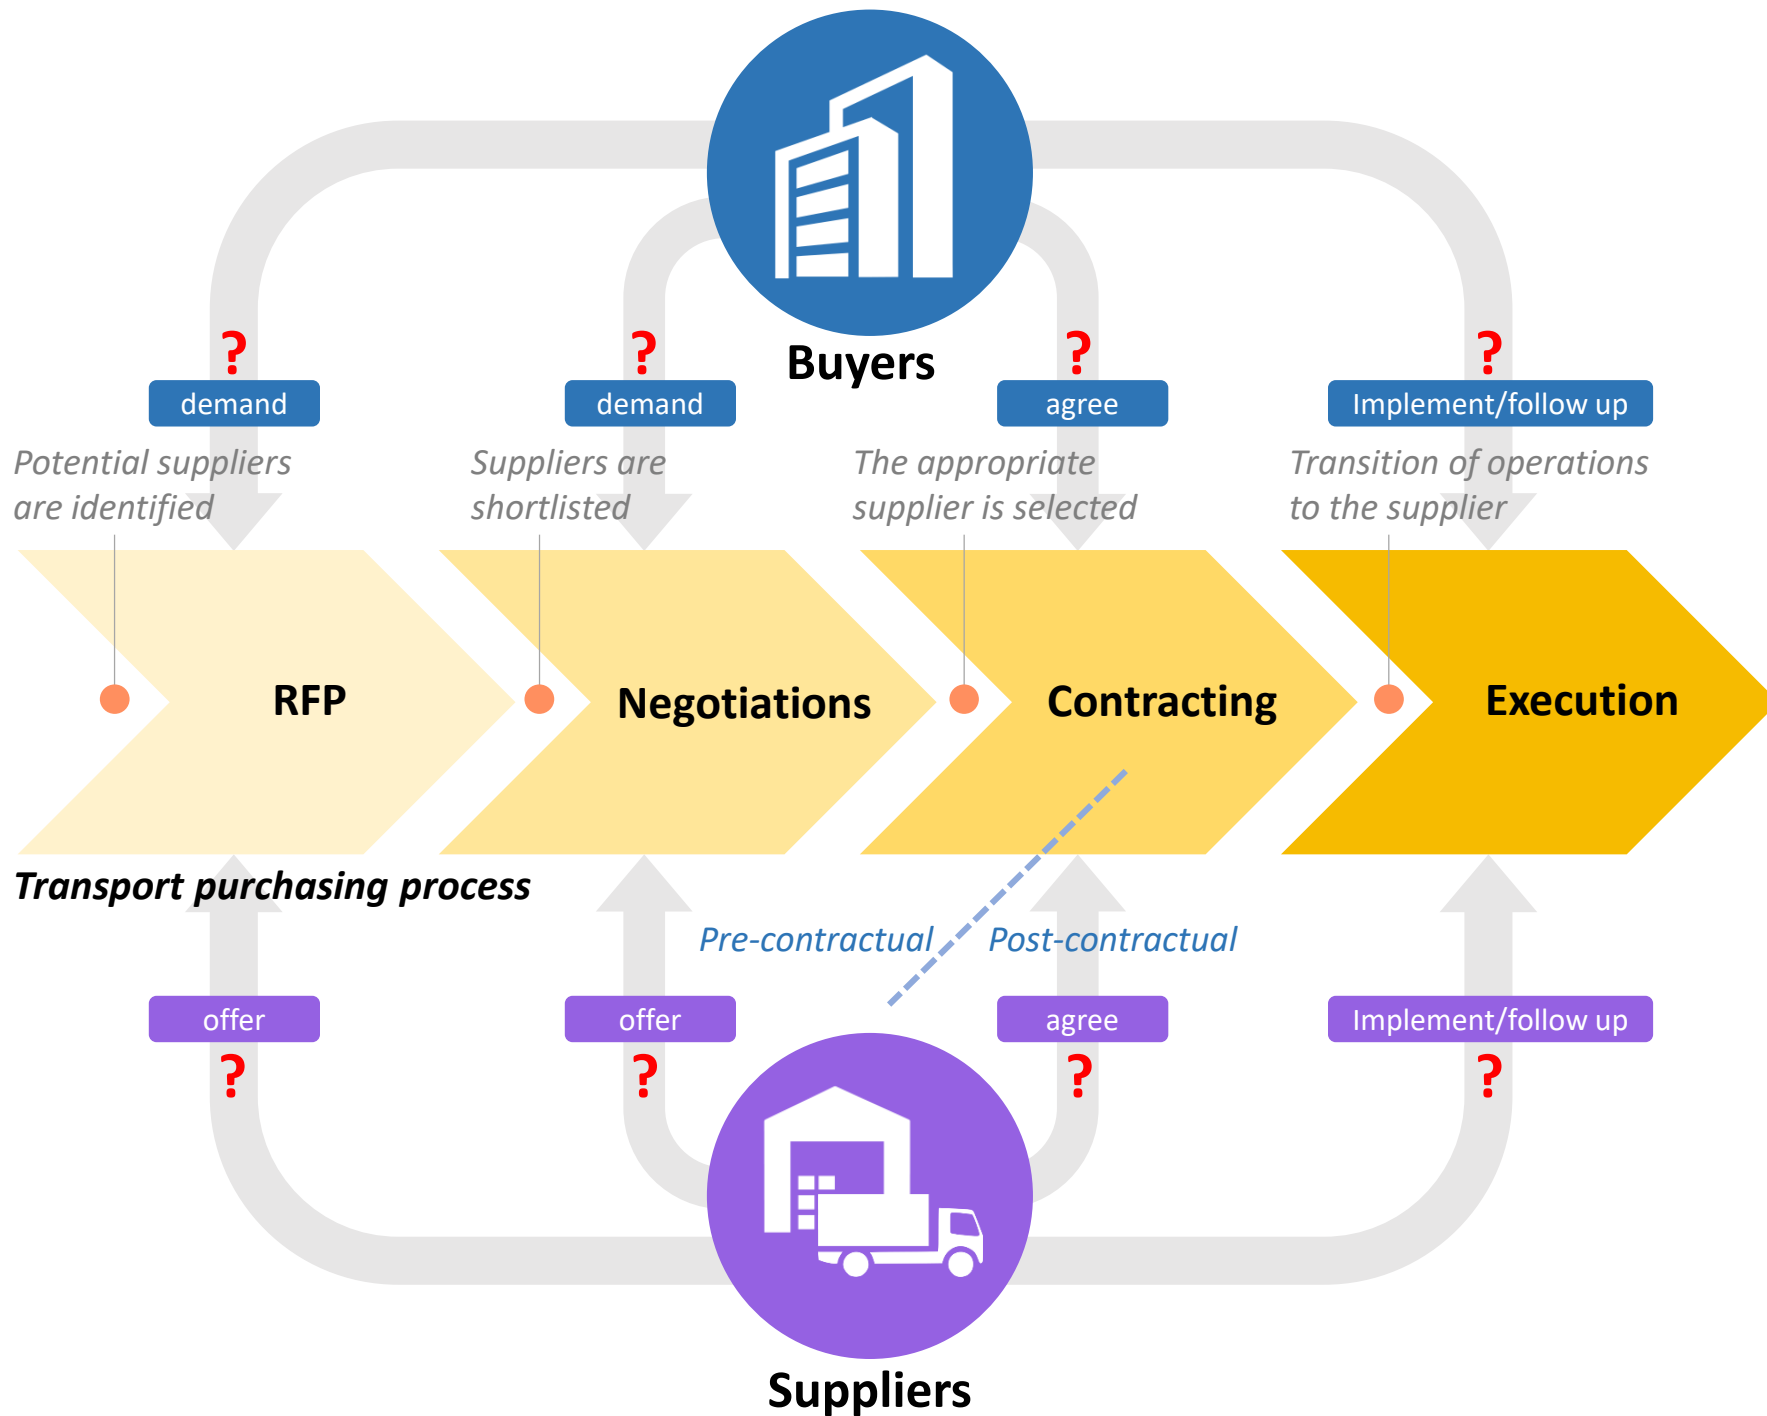 Buyers
? ? ? ?
demand demand agree Implement/follow up
Potential suppliers
are identified
Suppliers are
shortlisted
The appropriate
supplier is selected
Transition of operations
to the supplier
RFP Negotiations Contracting Execution
Transport purchasing process
Pre-contractual Post-contractual
offer offer agree Implement/follow up
? ? ? ?
Suppliers